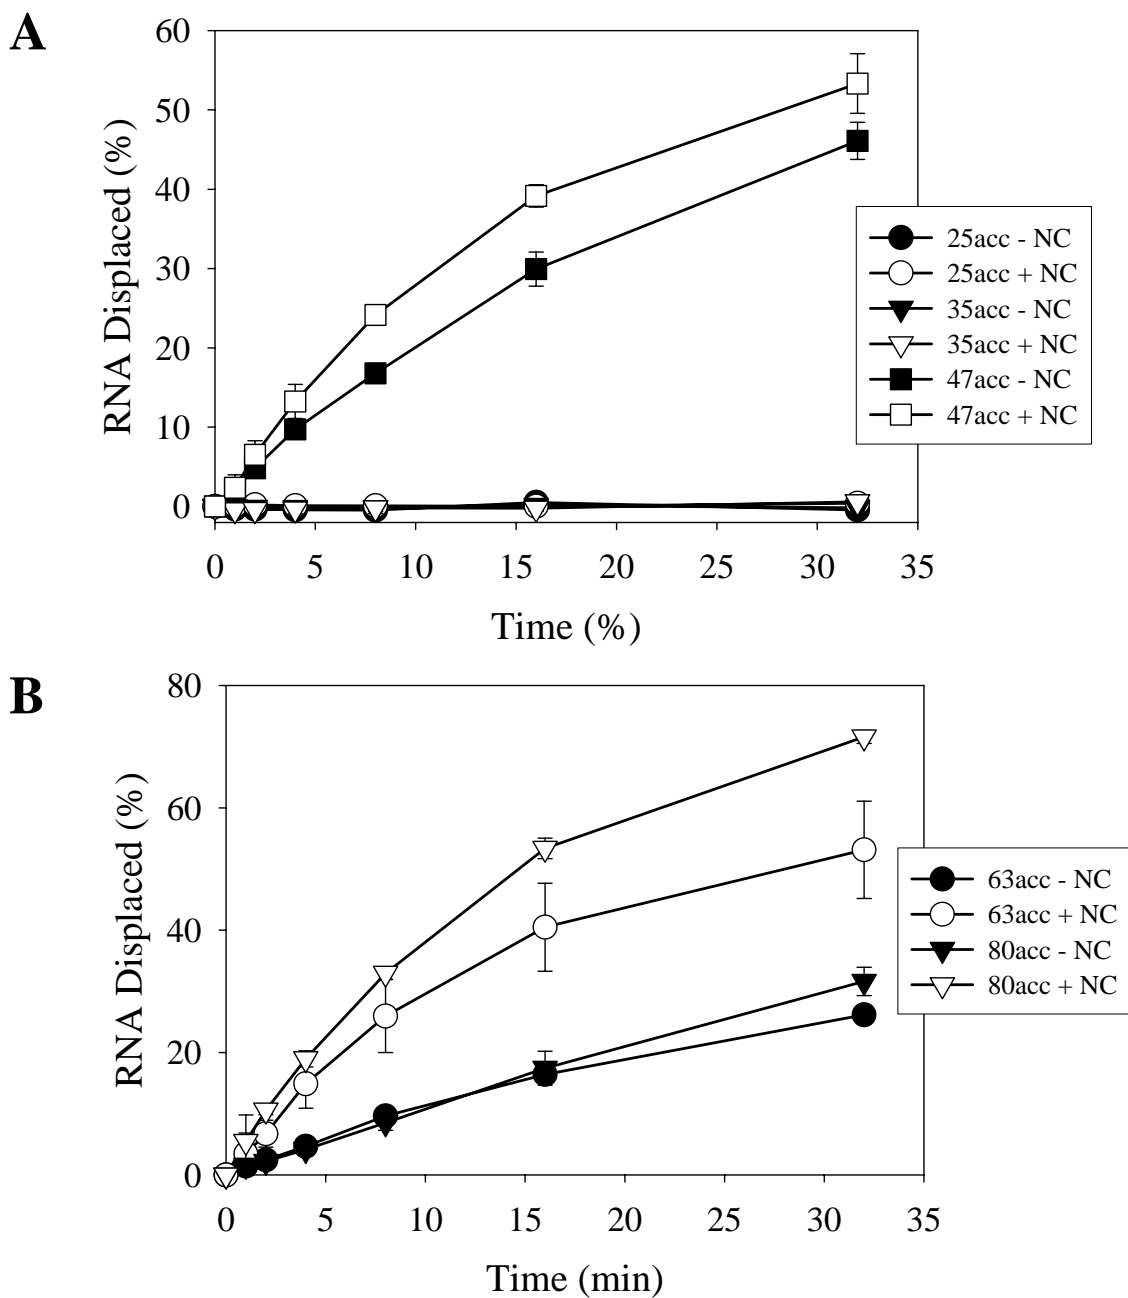 A
RNA Displaced (%)
60
50
40
30
20
10
0
0 5 10 15 20 25 30 35
Time (%)
25acc - NC
25acc + NC
35acc - NC
35acc + NC
47acc - NC
47acc + NC
B
RNA Displaced (%)
80
60
40
20
0
0 5 10 15 20 25 30 35
Time (min)
63acc - NC
63acc + NC
80acc - NC
80acc + NC